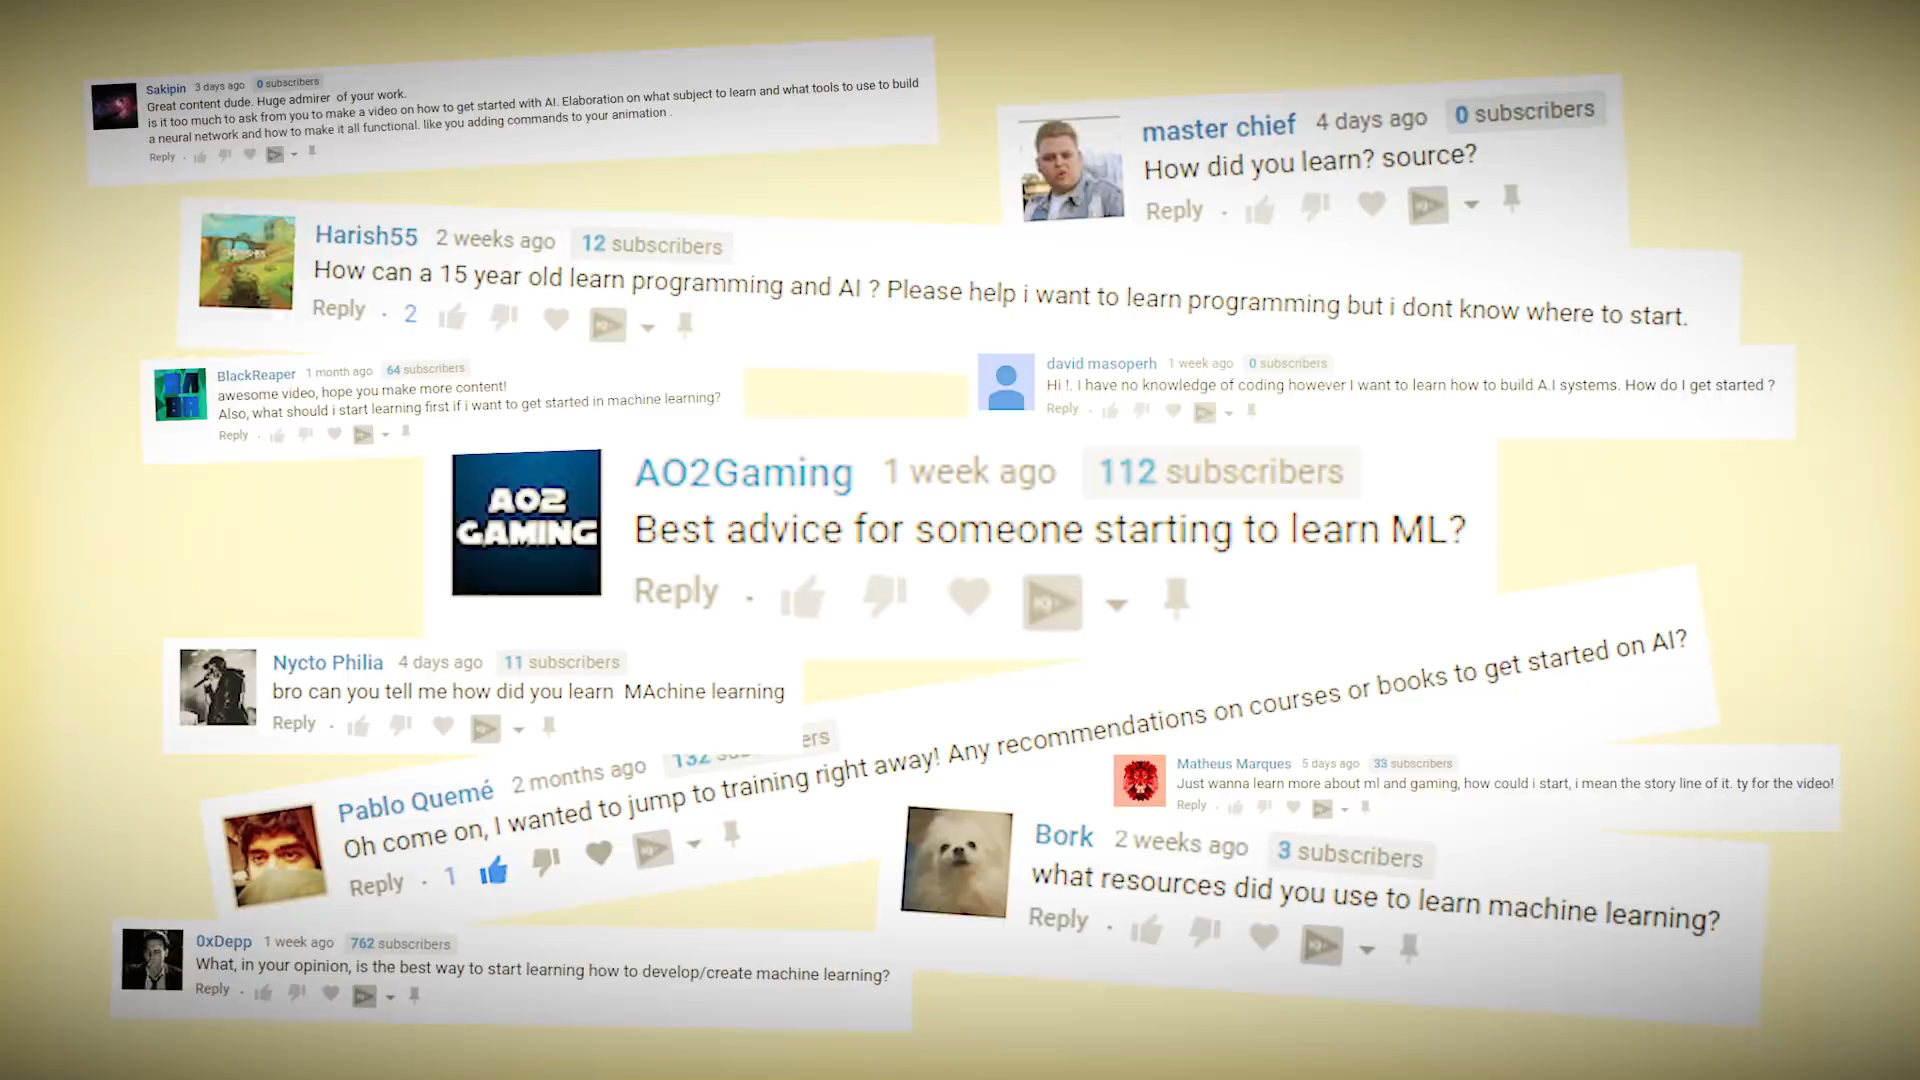 Sakipin 3 days ago 0 subscribers
Great content dude. Huge admirer of your work.
is it too much to ask from you to make a video on how to get started with AI. Elaboration on what subject to learn and what tools to use to build
a neural network and how to make it all functional. like you adding commands to your animation .
Reply
master chief 4 days ago 0 subscribers
How did you learn? source?
Reply
Harish55 2 weeks ago 12 subscribers
How can a 15 year old learn programming and AI ? Please help i want to learn programming but i dont know where to start.
Reply 2
BlackReaper 1 month ago 64 subscribers
awesome video, hope you make more content!
Also, what should i start learning first if i want to get started in machine learning?
Reply
david masoperh 1 week ago 0 subscribers
Hi !. I have no knowledge of coding however I want to learn how to build A.I systems. How do I get started ?
Reply
AO2 GAMING
AO2Gaming 1 week ago 112 subscribers
Best advice for someone starting to learn ML?
Reply
Nycto Philia 4 days ago 11 subscribers
bro can you tell me how did you learn MAchine learning
Reply
Pablo Quemé 2 months ago 132
Oh come on, I wanted to jump to training right away! Any recommendations on courses or books to get started on AI?
Reply 1
Matheus Marques 5 days ago 33 subscribers
Just wanna learn more about ml and gaming, how could i start, i mean the story line of it. ty for the video!
Reply
Bork 2 weeks ago 3 subscribers
what resources did you use to learn machine learning?
Reply
0xDepp 1 week ago 762 subscribers
What, in your opinion, is the best way to start learning how to develop/create machine learning?
Reply